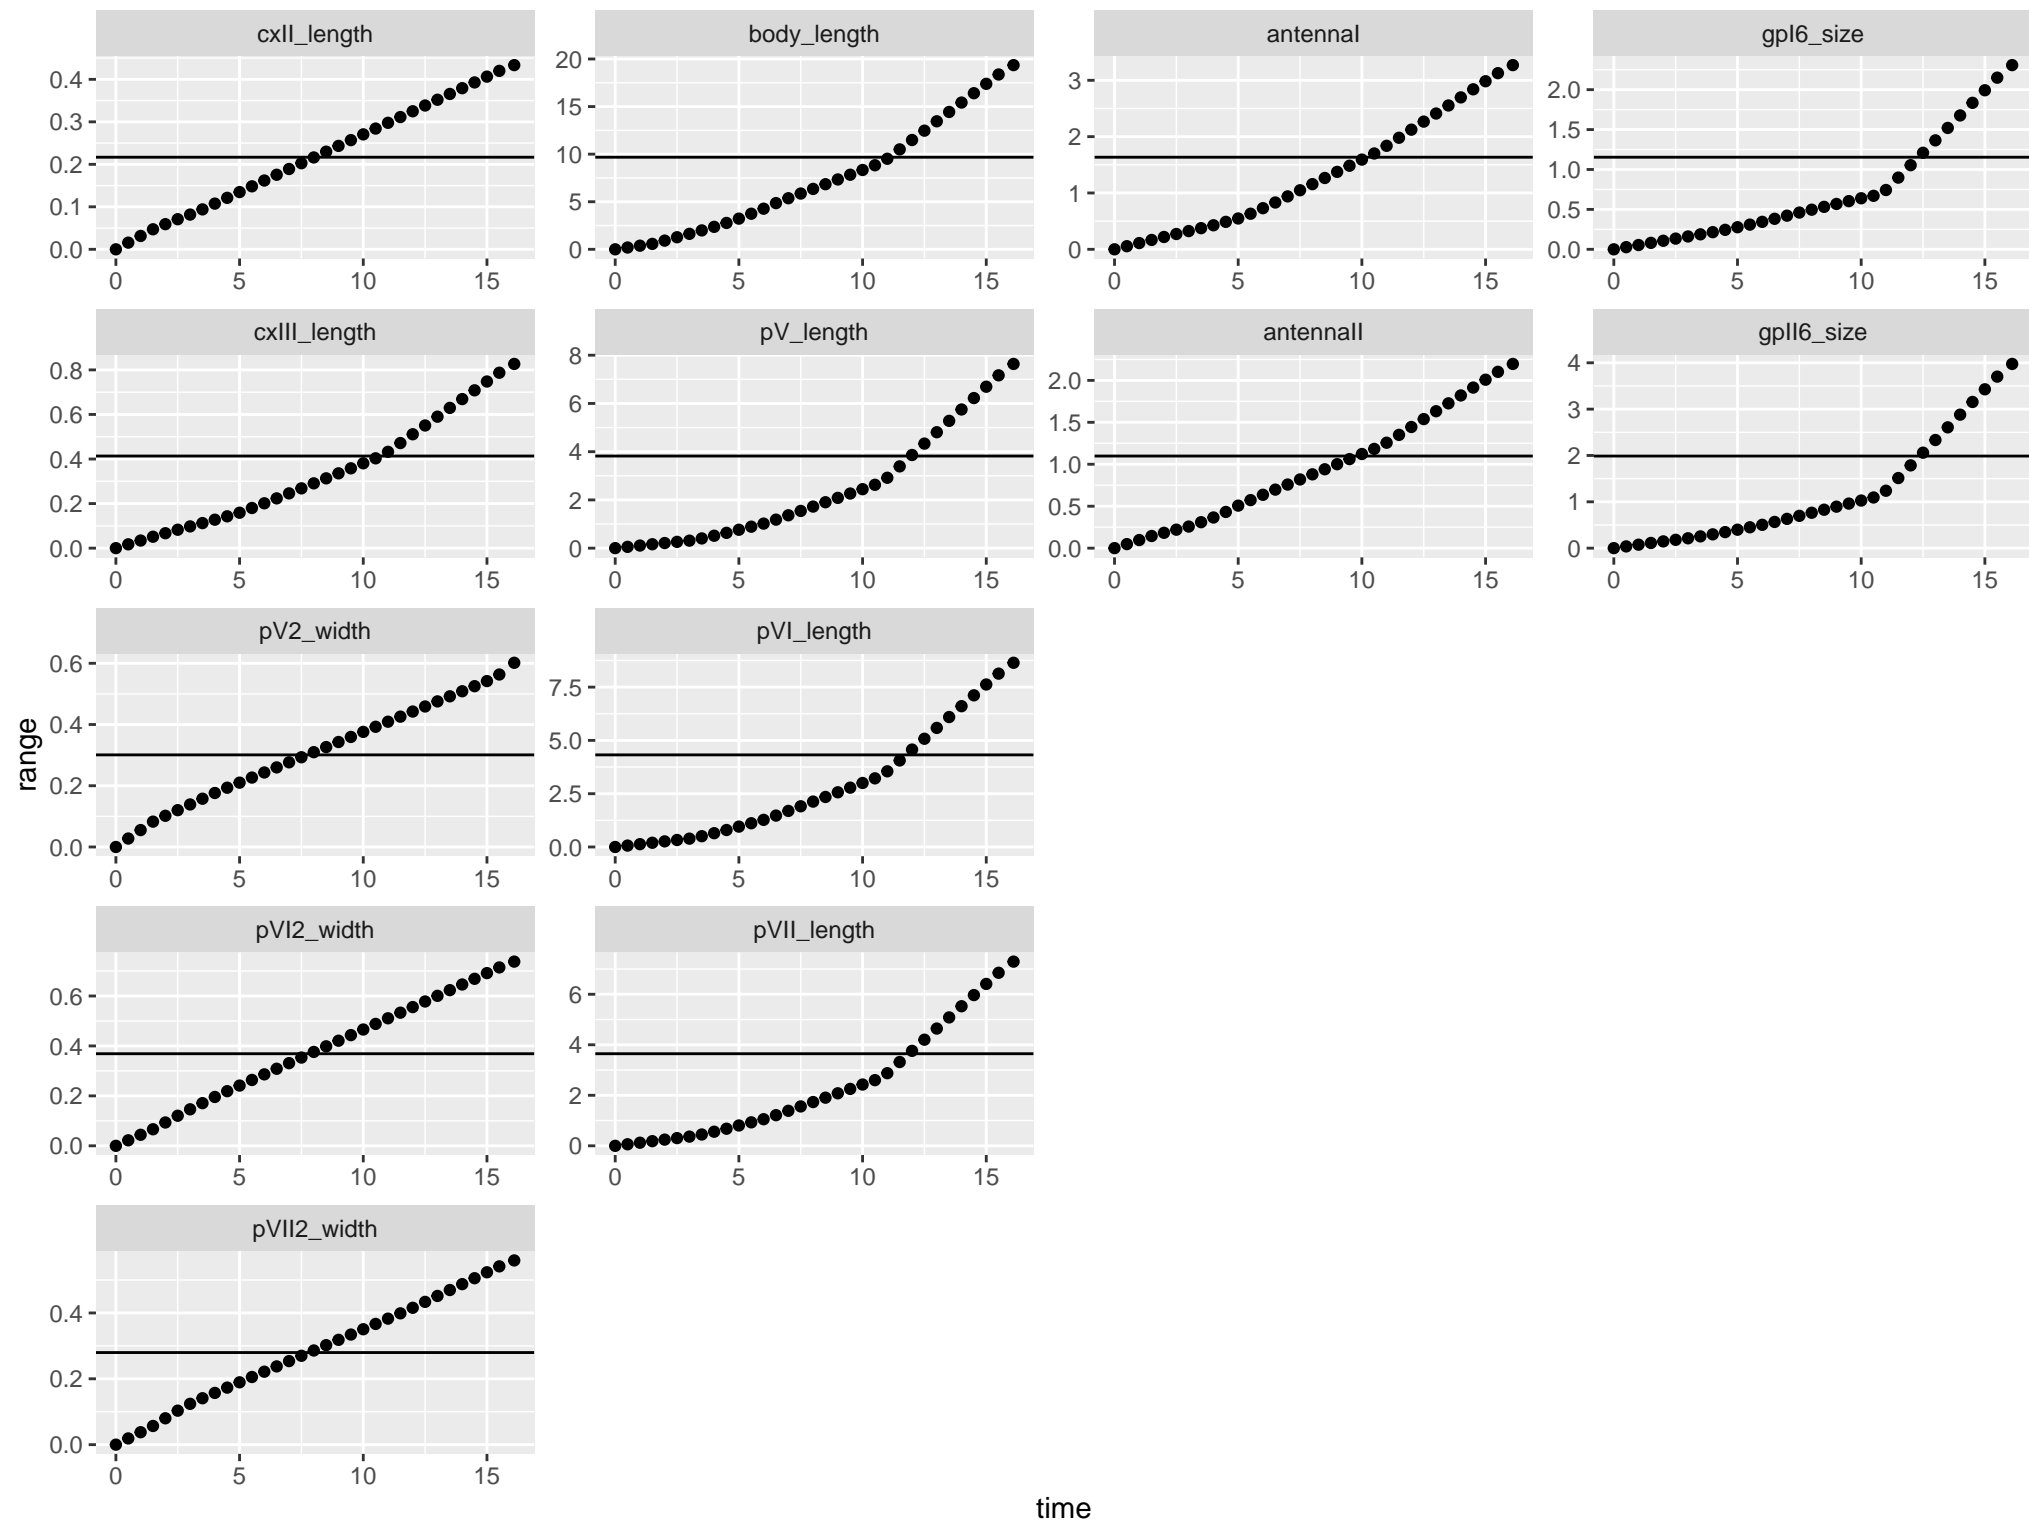 cxII_length body_length antennaI gpI6_size
0.4 20 3 2.0
0.3 15 2 1.5
0.2 10 1 1.0
0.1 5 0 0.5
0.0 0 0.0
0 5 10 15 0 5 10 15 0 5 10 15 0 5 10 15
cxIII_length pV_length antennaII gpII6_size
0.8 8 2.0 4
0.6 6 1.5 3
0.4 4 1.0 2
0.2 2 0.5 1
0.0 0 0.0 0
0 5 10 15 0 5 10 15 0 5 10 15 0 5 10 15
pV2_width pVI_length
0.6 7.5
0.4 5.0
0.2 2.5
0.0 0.0
0 5 10 15 0 5 10 15
range
pVI2_width pVII_length
0.6 6
0.4 4
0.2 2
0.0 0
0 5 10 15 0 5 10 15
pVII2_width
0.4
0.2
0.0
0 5 10 15
time